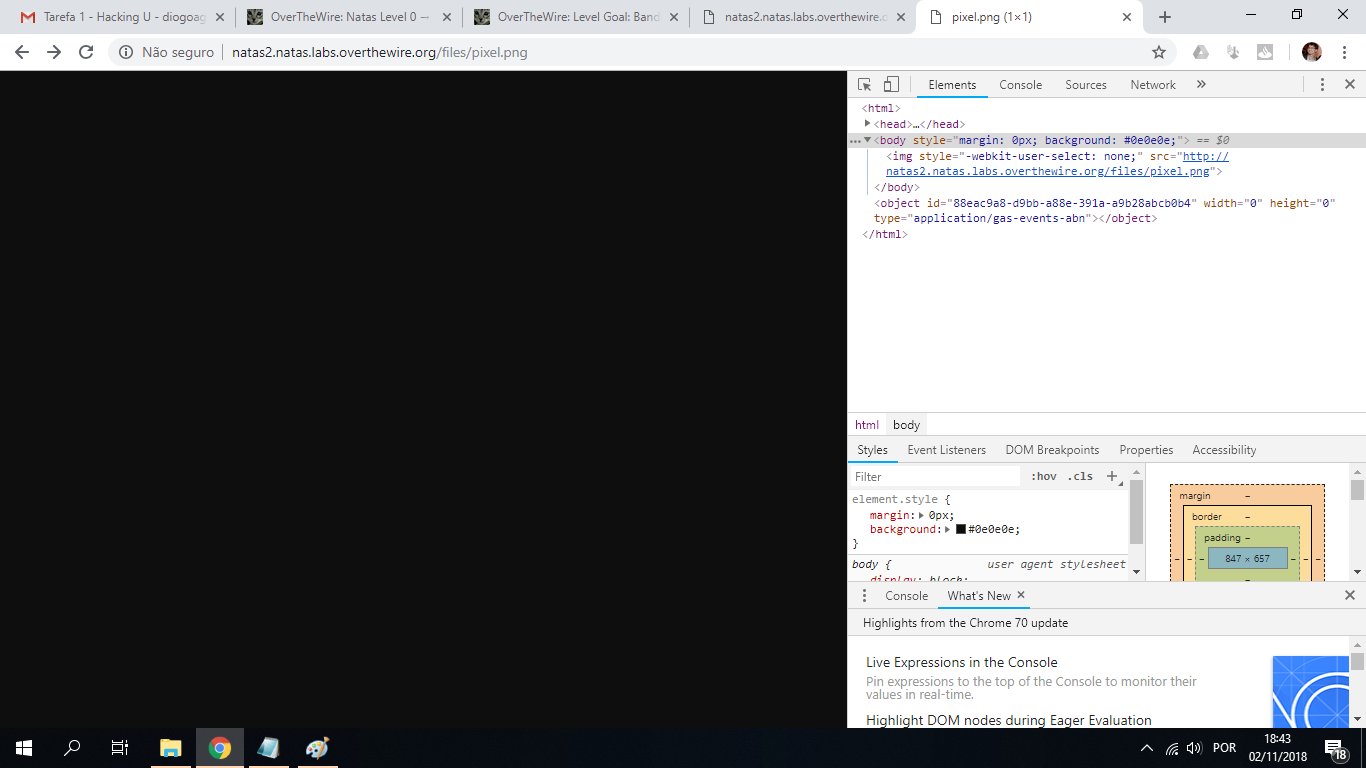 Tarefa 1 - Hacking U - diogoag
OverTheWire: Natas Level 0 —
OverTheWire: Level Goal: Band
natas2.natas.labs.overthewire.o
pixel.png (1×1)
Não seguro
natas2.natas.labs.overthewire.org/files/pixel.png
Elements Console Sources Network »
<html>
<head>…</head>
<body style="margin: 0px; background: #0e0e0e;"> == $0
<img style="-webkit-user-select: none;" src="http://
natas2.natas.labs.overthewire.org/files/pixel.png">
</body>
<object id="88eac9a8-d9bb-a88e-391a-a9b28abcb0b4" width="0" height="0"
type="application/gas-events-abn"></object>
</html>
html body
Styles Event Listeners DOM Breakpoints Properties Accessibility
Filter :hov .cls +
element.style {
margin: 0px;
background: #0e0e0e;
}
body { user agent stylesheet
display: block;
margin –
border –
padding –
– – – 847 × 657 – – –
–
Console What's New
Highlights from the Chrome 70 update
Live Expressions in the Console
Pin expressions to the top of the Console to monitor their
values in real-time.
Highlight DOM nodes during Eager Evaluation
POR
18:43
02/11/2018
18